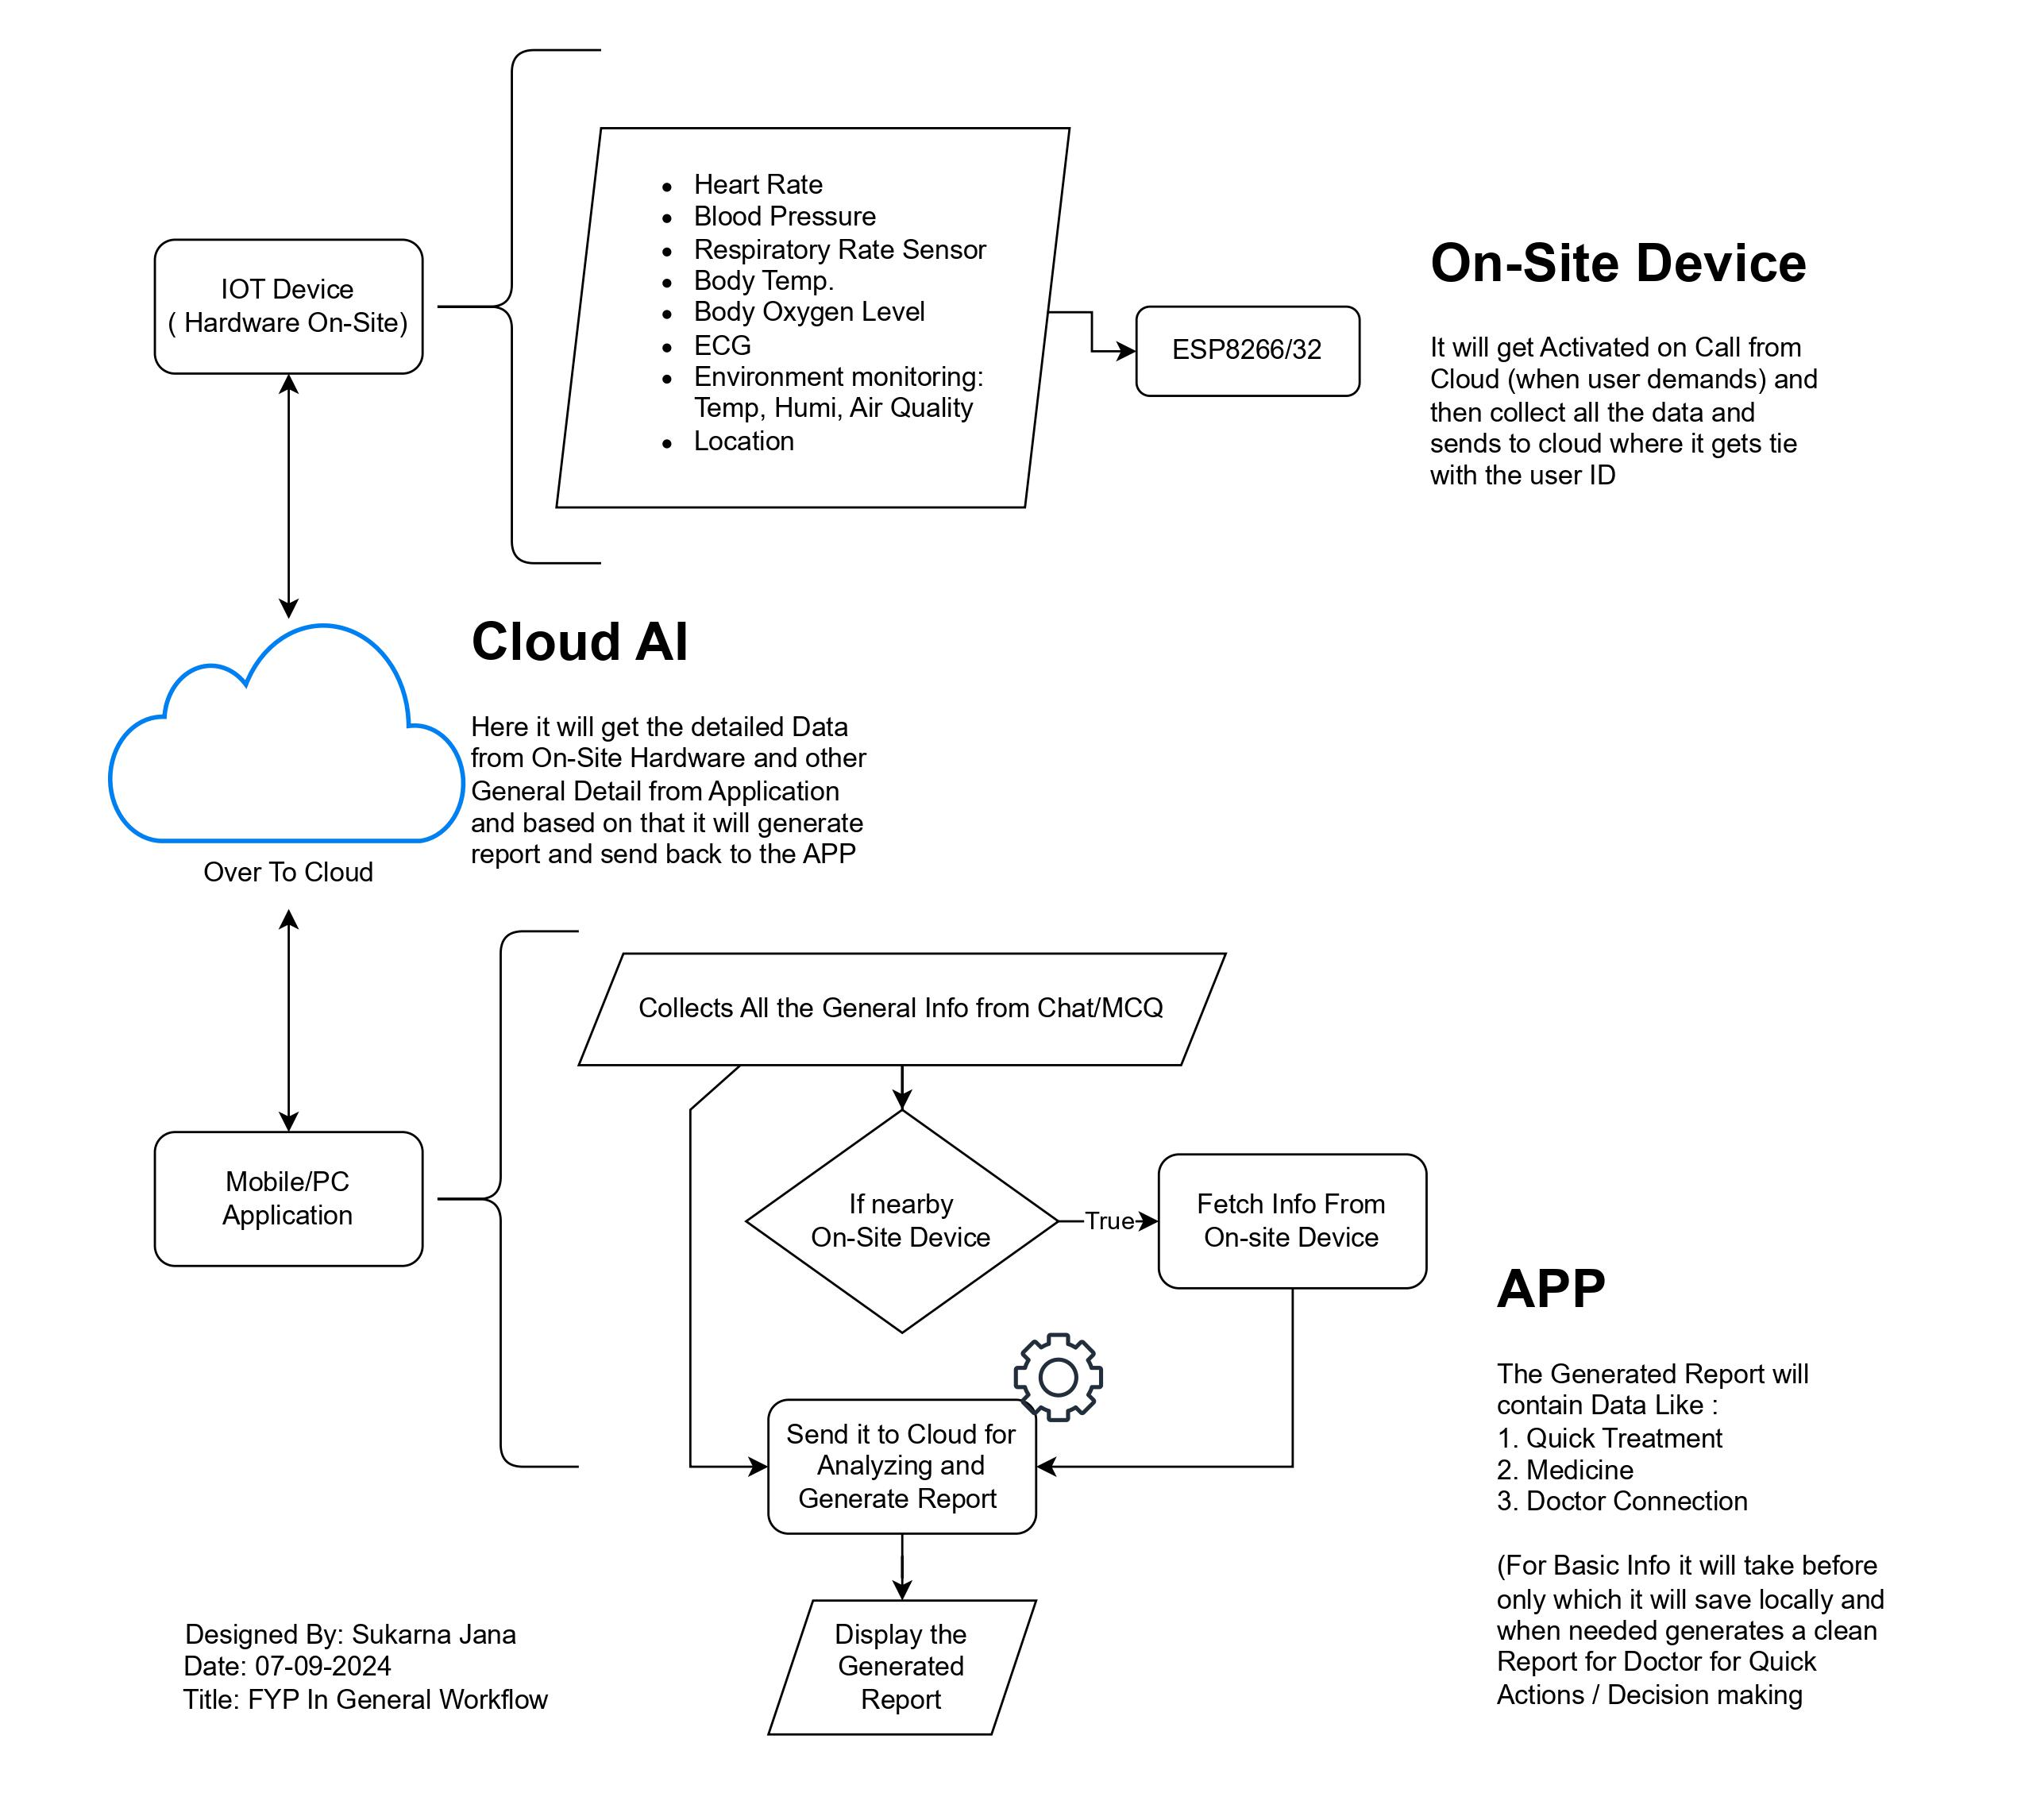 IOT Device
( Hardware On-Site)
• Heart Rate
• Blood Pressure
• Respiratory Rate Sensor
• Body Temp.
• Body Oxygen Level
• ECG
• Environment monitoring:
Temp, Humi, Air Quality
• Location
ESP8266/32
On-Site Device
It will get Activated on Call from
Cloud (when user demands) and
then collect all the data and
sends to cloud where it gets tie
with the user ID
Cloud AI
Here it will get the detailed Data
from On-Site Hardware and other
General Detail from Application
and based on that it will generate
report and send back to the APP
Over To Cloud
Mobile/PC
Application
Collects All the General Info from Chat/MCQ
If nearby
On-Site Device
True
Fetch Info From
On-site Device
Send it to Cloud for
Analyzing and
Generate Report
Display the
Generated
Report
APP
The Generated Report will
contain Data Like :
1. Quick Treatment
2. Medicine
3. Doctor Connection
(For Basic Info it will take before
only which it will save locally and
when needed generates a clean
Report for Doctor for Quick
Actions / Decision making
Designed By: Sukarna Jana
Date: 07-09-2024
Title: FYP In General Workflow